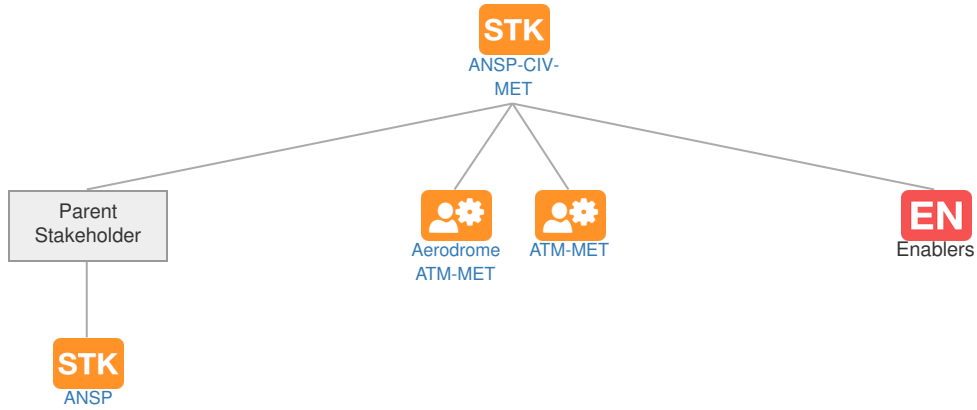 STK
ANSP-CIV-
MET
Parent
Stakeholder
Aerodrome
ATM-MET
ATM-MET
EN
Enablers
STK
ANSP